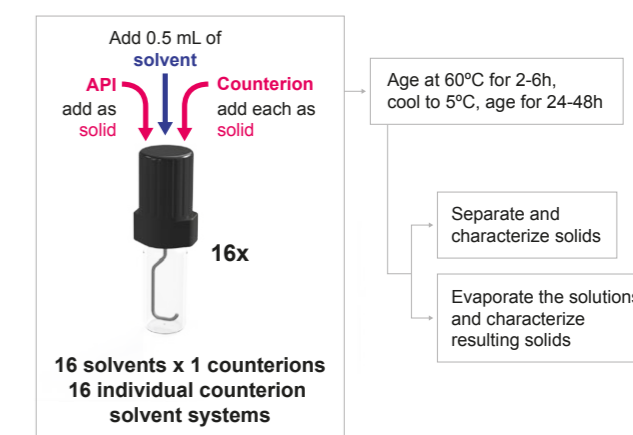 Add 0.5 mL of
solvent
API
add as
solid
Counterion
add each as
solid
16x
16 solvents x 1 counterions
16 individual counterion
solvent systems
Age at 60ºC for 2-6h,
cool to 5ºC, age for 24-48h
Separate and
characterize solids
Evaporate the solutions
and characterize
resulting solids